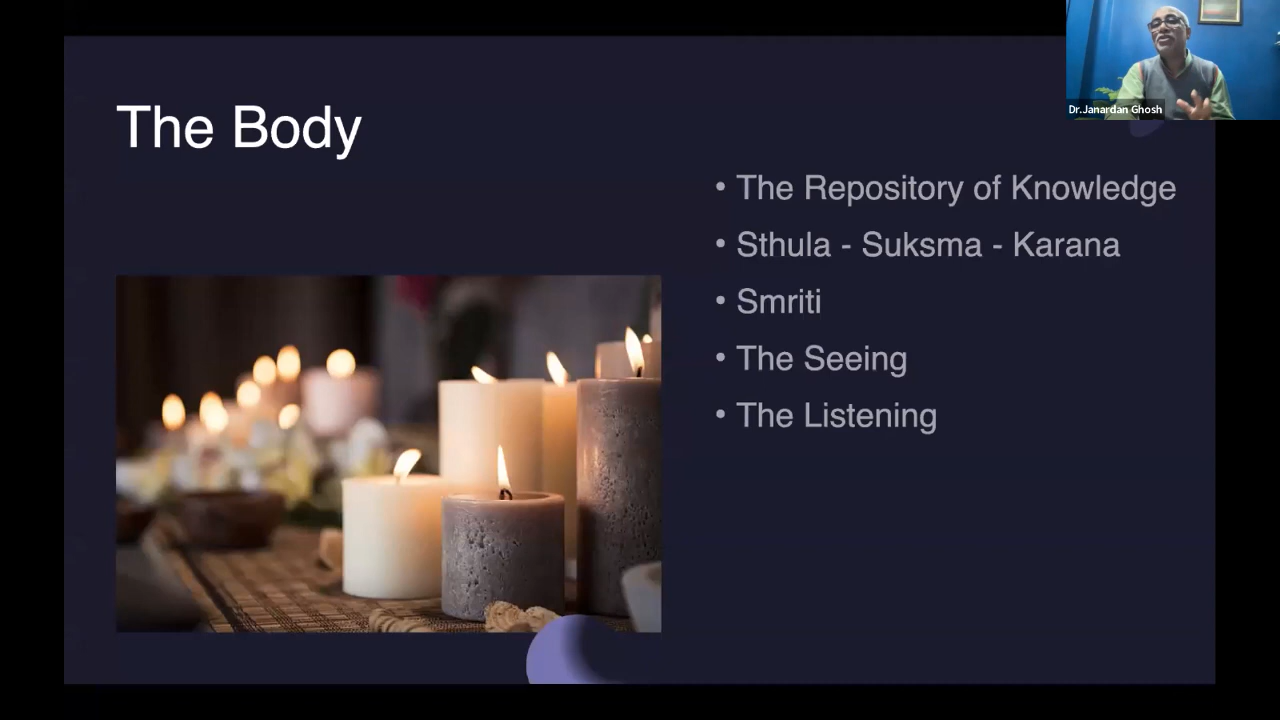 The Body
• The Repository of Knowledge
• Sthula - Suksma - Karana
• Smriti
• The Seeing
• The Listening
Dr.Janardan Ghosh